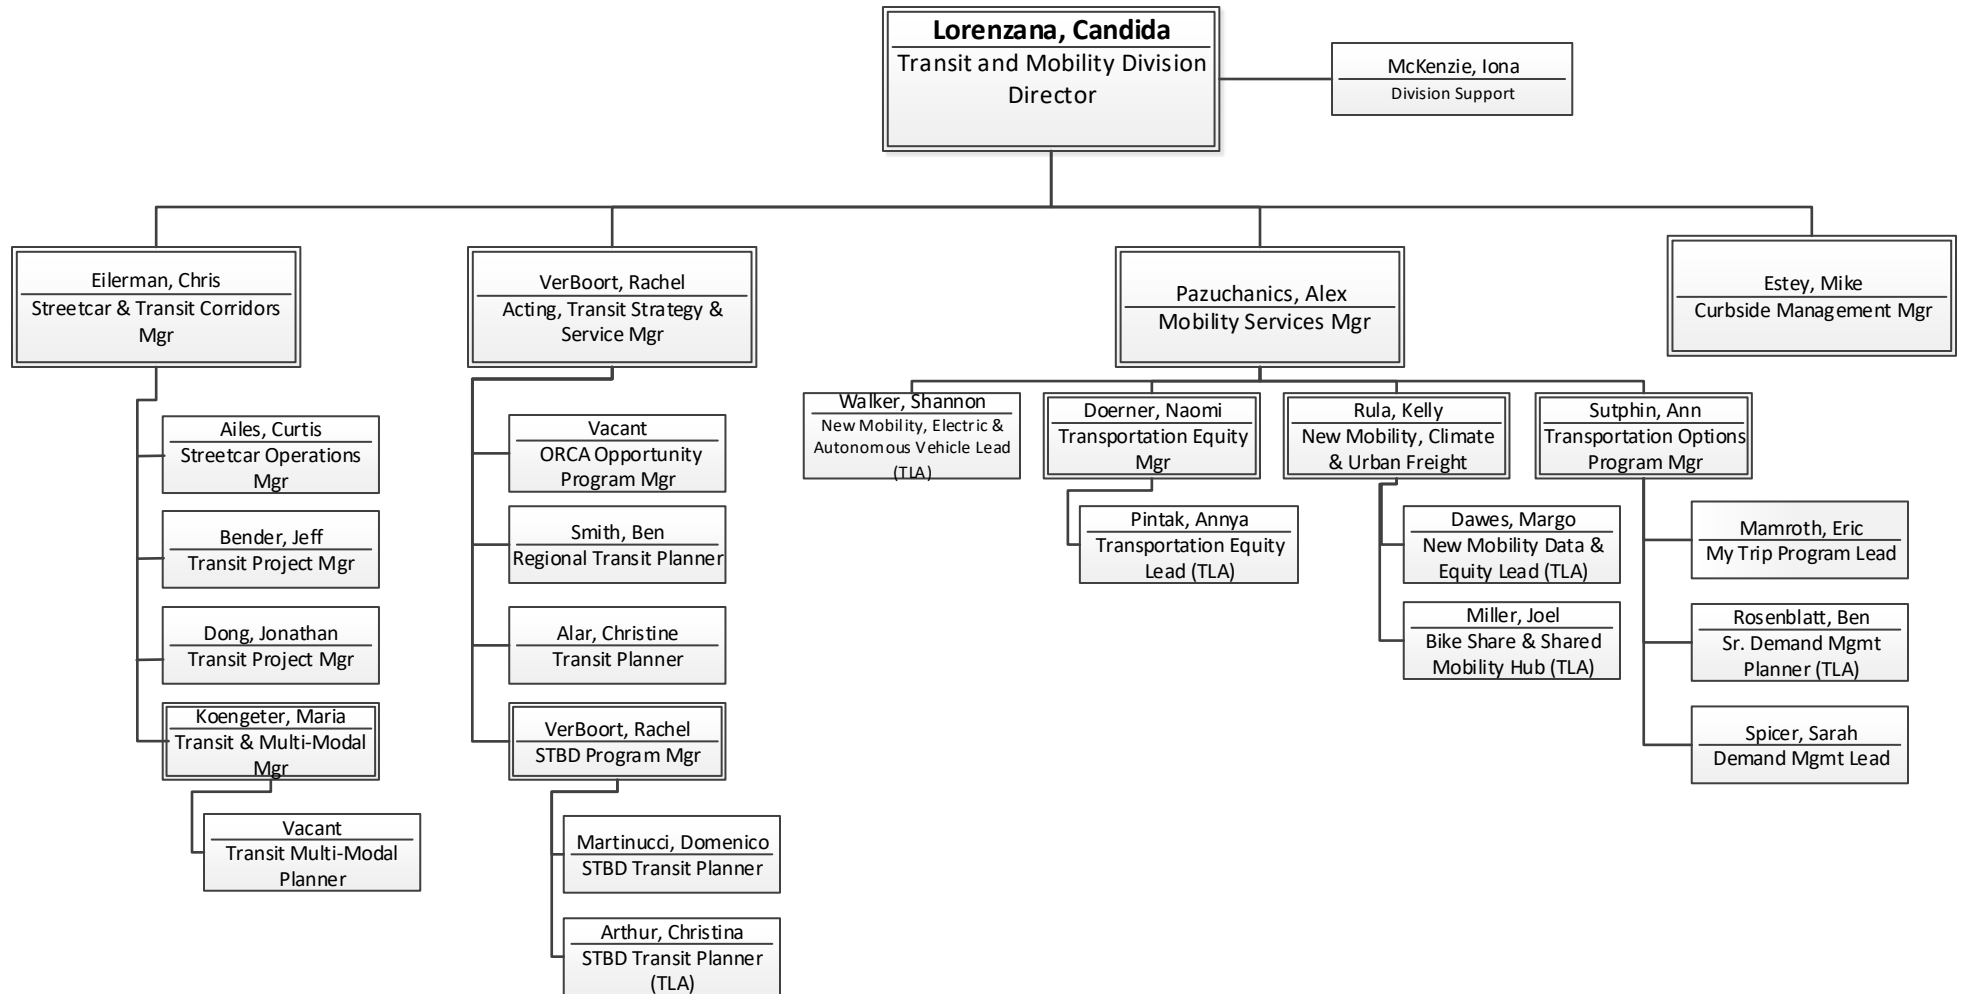 Lorenzana, Candida
Transit and Mobility Division
Director
McKenzie, Iona
Division Support
Eilerman, Chris
Streetcar & Transit Corridors
Mgr
VerBoort, Rachel
Acting, Transit Strategy &
Service Mgr
Pazuchanics, Alex
Mobility Services Mgr
Estey, Mike
Curbside Management Mgr
Ailes, Curtis
Streetcar Operations
Mgr
Bender, Jeff
Transit Project Mgr
Dong, Jonathan
Transit Project Mgr
Koengeter, Maria
Transit & Multi-Modal
Mgr
Vacant
Transit Multi-Modal
Planner
Vacant
ORCA Opportunity
Program Mgr
Smith, Ben
Regional Transit Planner
Alar, Christine
Transit Planner
VerBoort, Rachel
STBD Program Mgr
Martinucci, Domenico
STBD Transit Planner
Arthur, Christina
STBD Transit Planner
(TLA)
Walker, Shannon
New Mobility, Electric &
Autonomous Vehicle Lead
(TLA)
Doerner, Naomi
Transportation Equity
Mgr
Pintak, Annya
Transportation Equity
Lead (TLA)
Rula, Kelly
New Mobility, Climate
& Urban Freight
Dawes, Margo
New Mobility Data &
Equity Lead (TLA)
Miller, Joel
Bike Share & Shared
Mobility Hub (TLA)
Sutphin, Ann
Transportation Options
Program Mgr
Mamroth, Eric
My Trip Program Lead
Rosenblatt, Ben
Sr. Demand Mgmt
Planner (TLA)
Spicer, Sarah
Demand Mgmt Lead